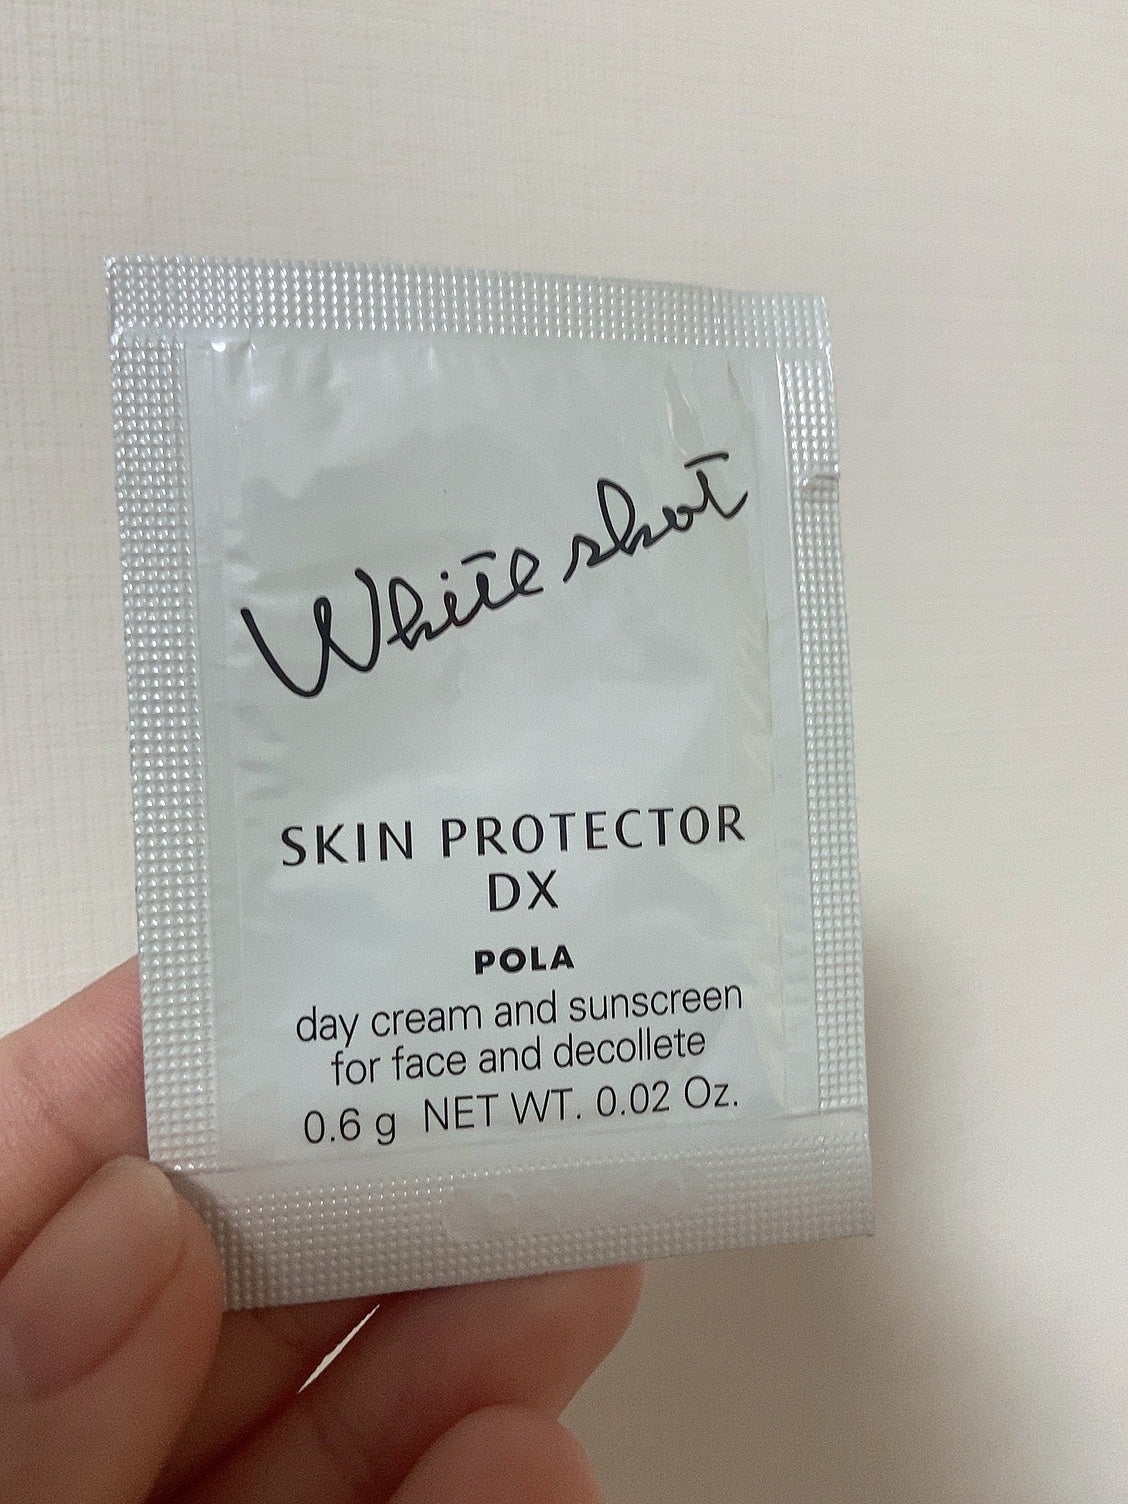 White shot
SKIN PROTECTOR
DX
POLA
day cream and sunscreen
for face and decollete
0.6 g NET WT. 0.02 Oz.